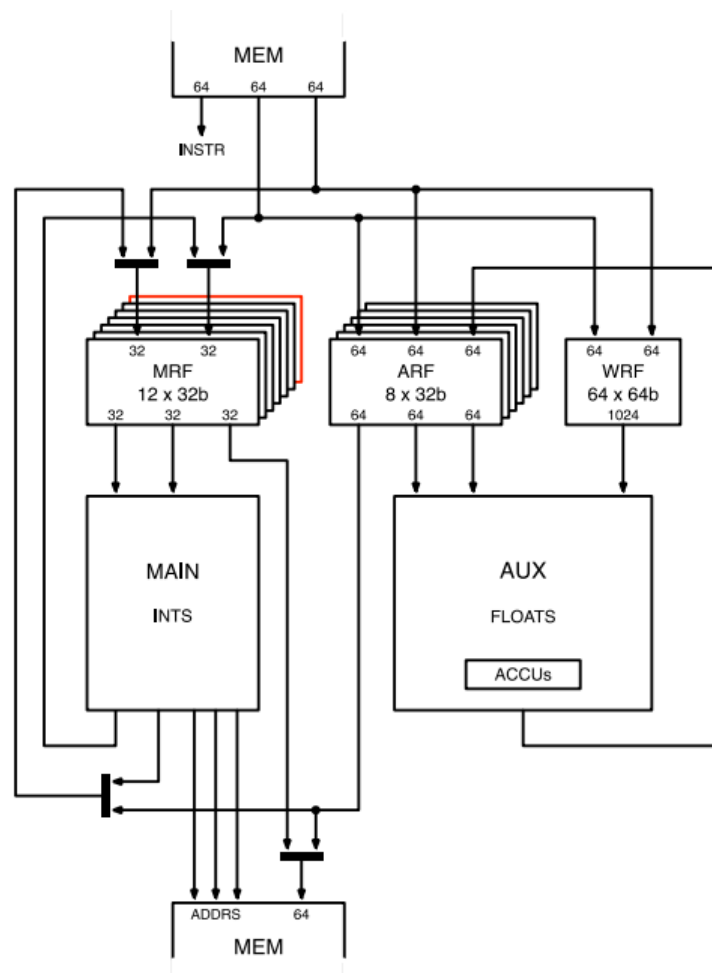 MEM
64 64 64
INSTR
32 32
MRF
12 x 32b
32 32 32
64 64 64
ARF
8 x 32b
64 64 64
64 64
WRF
64 x 64b
1024
MAIN
INTS
AUX
FLOATS
ACCUs
ADDRS 64
MEM